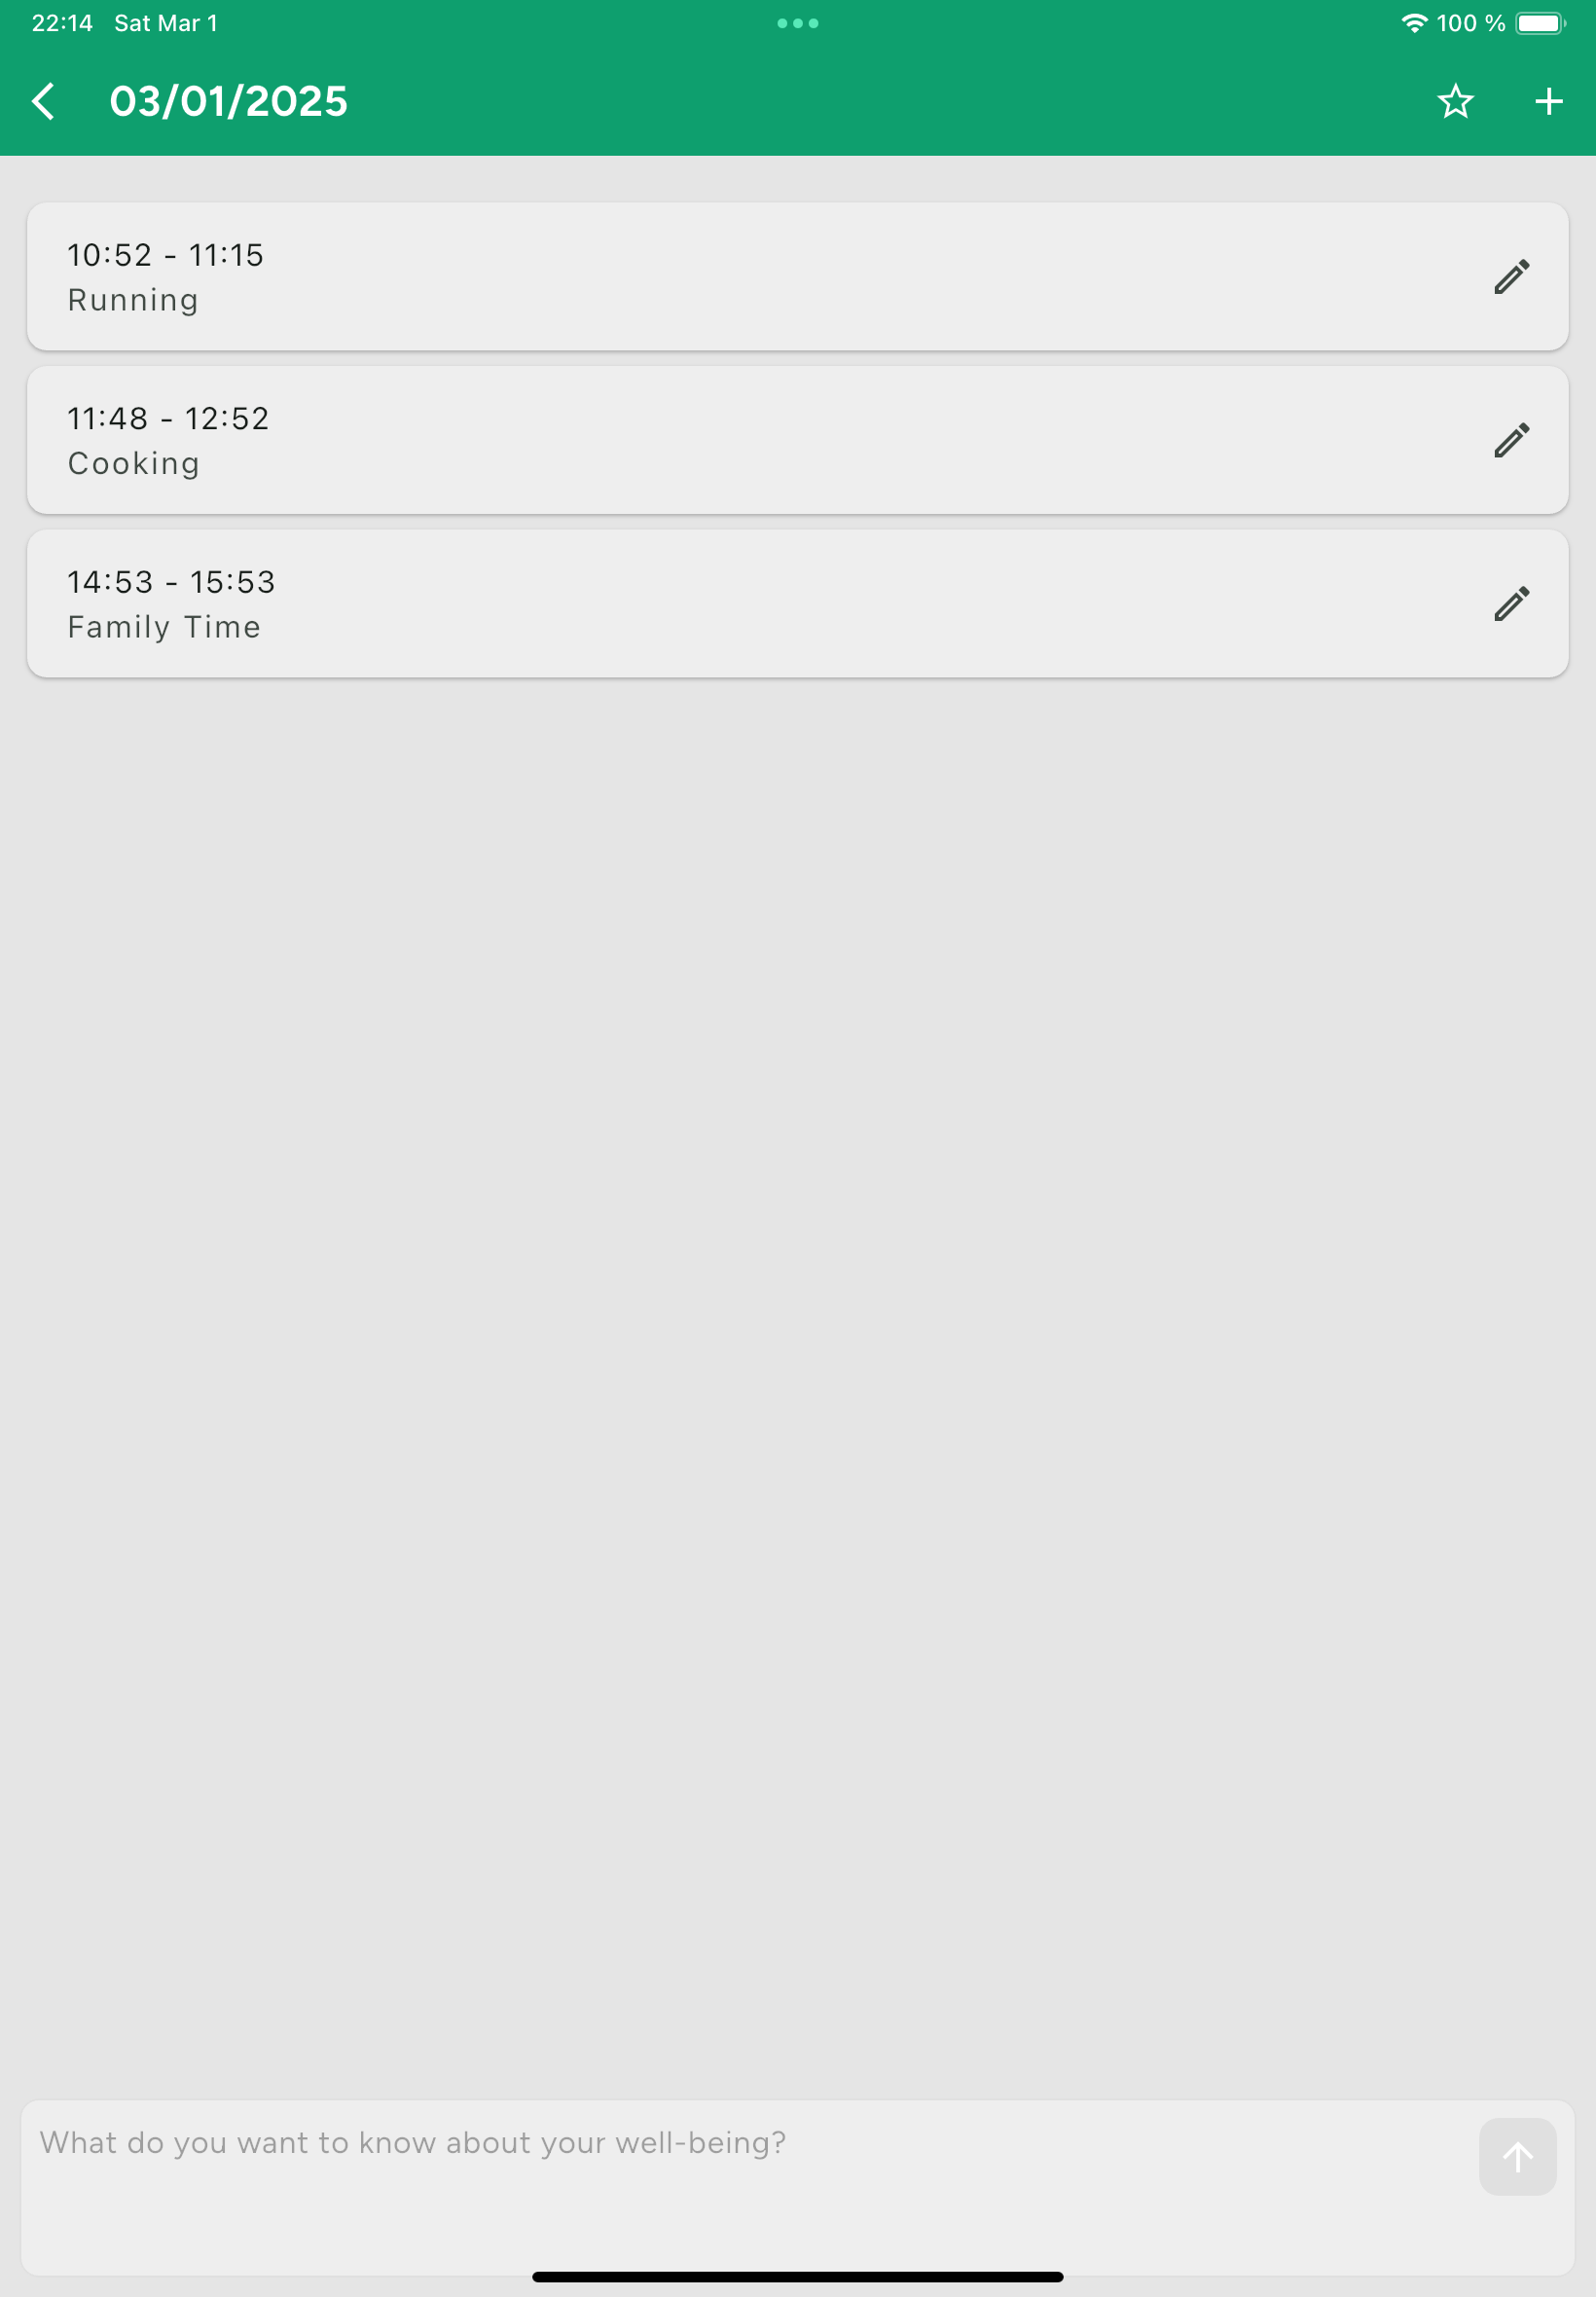 22:14 Sat Mar 1
100 %
03/01/2025
10:52 - 11:15
Running
11:48 - 12:52
Cooking
14:53 - 15:53
Family Time
What do you want to know about your well-being?